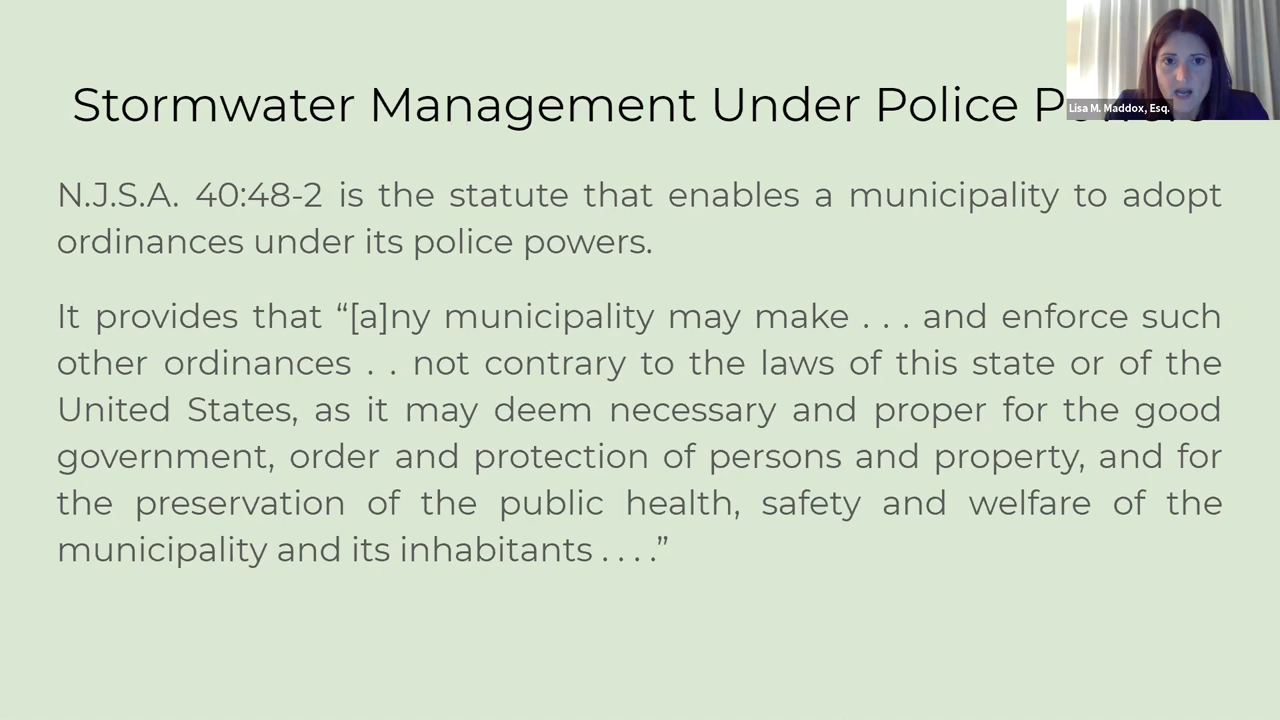 Stormwater Management Under Police
Lisa M. Maddox, Esq.
N.J.S.A. 40:48-2 is the statute that enables a municipality to adopt
ordinances under its police powers.
It provides that “[a]ny municipality may make . . . and enforce such
other ordinances . . not contrary to the laws of this state or of the
United States, as it may deem necessary and proper for the good
government, order and protection of persons and property, and for
the preservation of the public health, safety and welfare of the
municipality and its inhabitants . . . .”